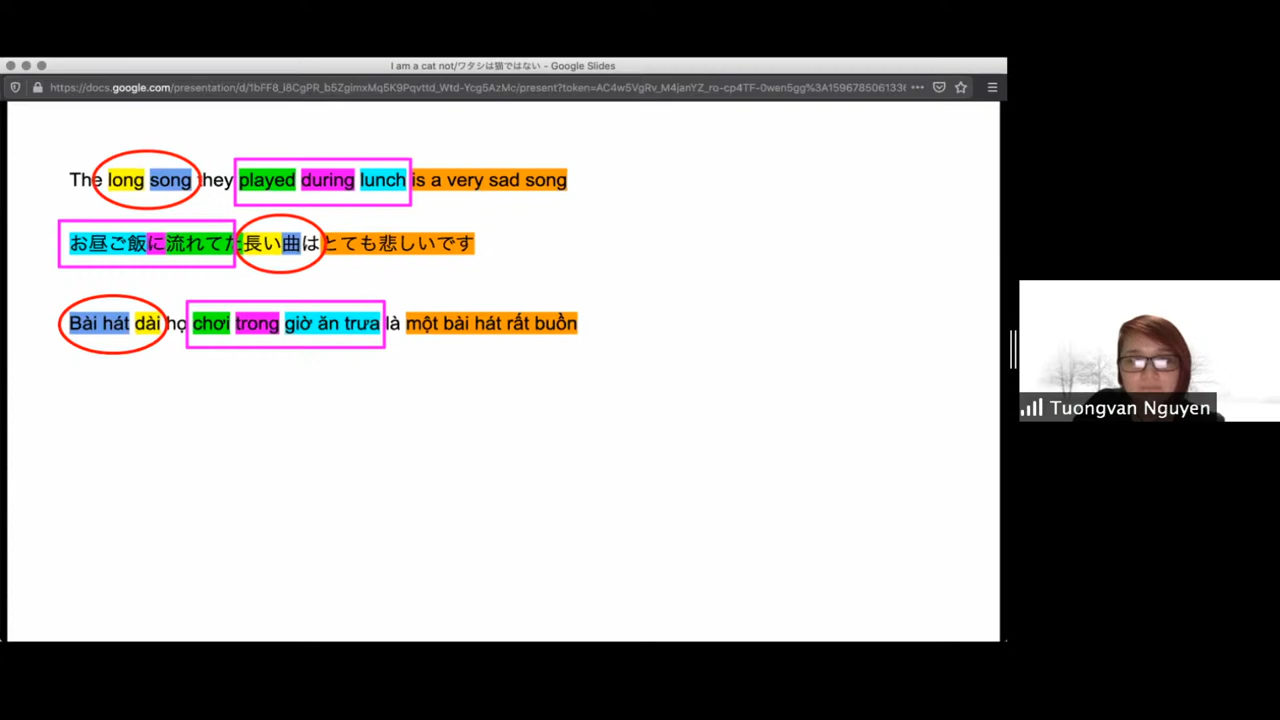 I am a cat not/ワタシは猫ではない - Google Slides
The long song they played during lunch is a very sad song
お昼ご飯に流れてた長い曲はとても悲しいです
Bài hát dài họ chơi trong giờ ăn trưa là một bài hát rất buồn
Tuongvan Nguyen